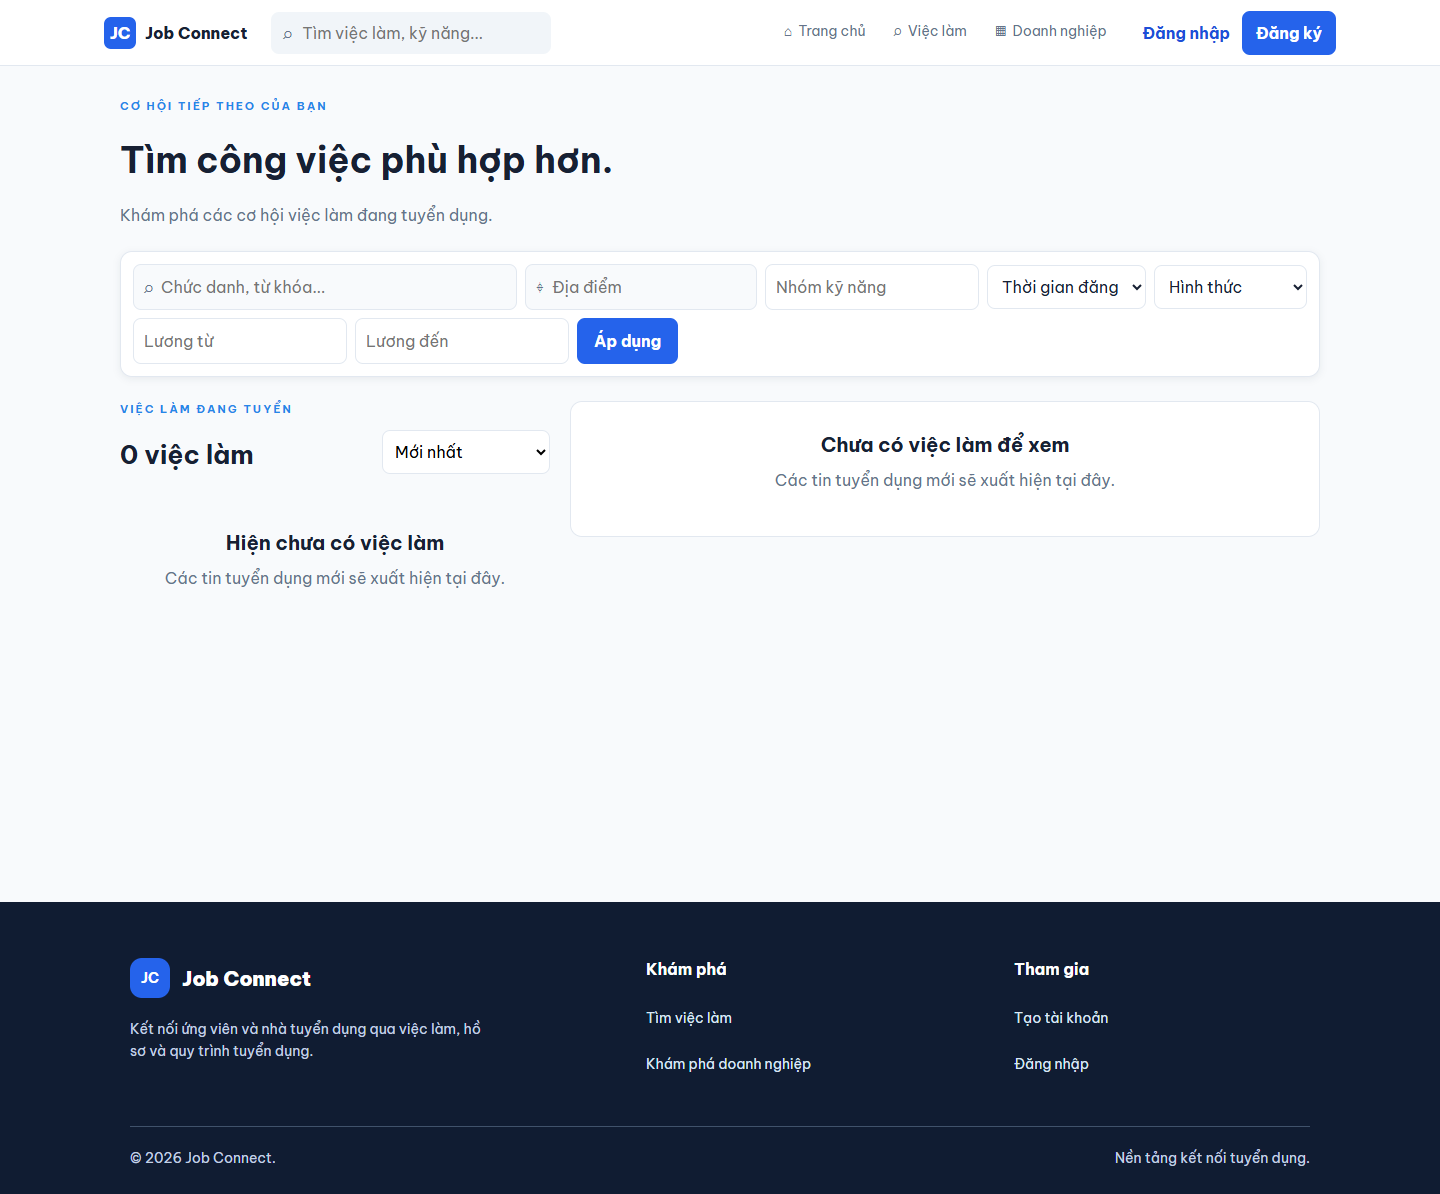 JC Job Connect
Tìm việc làm, kỹ năng...
Trang chủ
Việc làm
Doanh nghiệp
Đăng nhập
Đăng ký
CƠ HỘI TIẾP THEO CỦA BẠN
Tìm công việc phù hợp hơn.
Khám phá các cơ hội việc làm đang tuyển dụng.
Chức danh, từ khóa...
Địa điểm
Nhóm kỹ năng
Thời gian đăng
Hình thức
Lương từ
Lương đến
Áp dụng
VIỆC LÀM ĐANG TUYỂN
0 việc làm
Mới nhất
Hiện chưa có việc làm
Các tin tuyển dụng mới sẽ xuất hiện tại đây.
Chưa có việc làm để xem
Các tin tuyển dụng mới sẽ xuất hiện tại đây.
JC Job Connect
Kết nối ứng viên và nhà tuyển dụng qua việc làm, hồ
sơ và quy trình tuyển dụng.
Khám phá
Tìm việc làm
Khám phá doanh nghiệp
Tham gia
Tạo tài khoản
Đăng nhập
© 2026 Job Connect.
Nền tảng kết nối tuyển dụng.